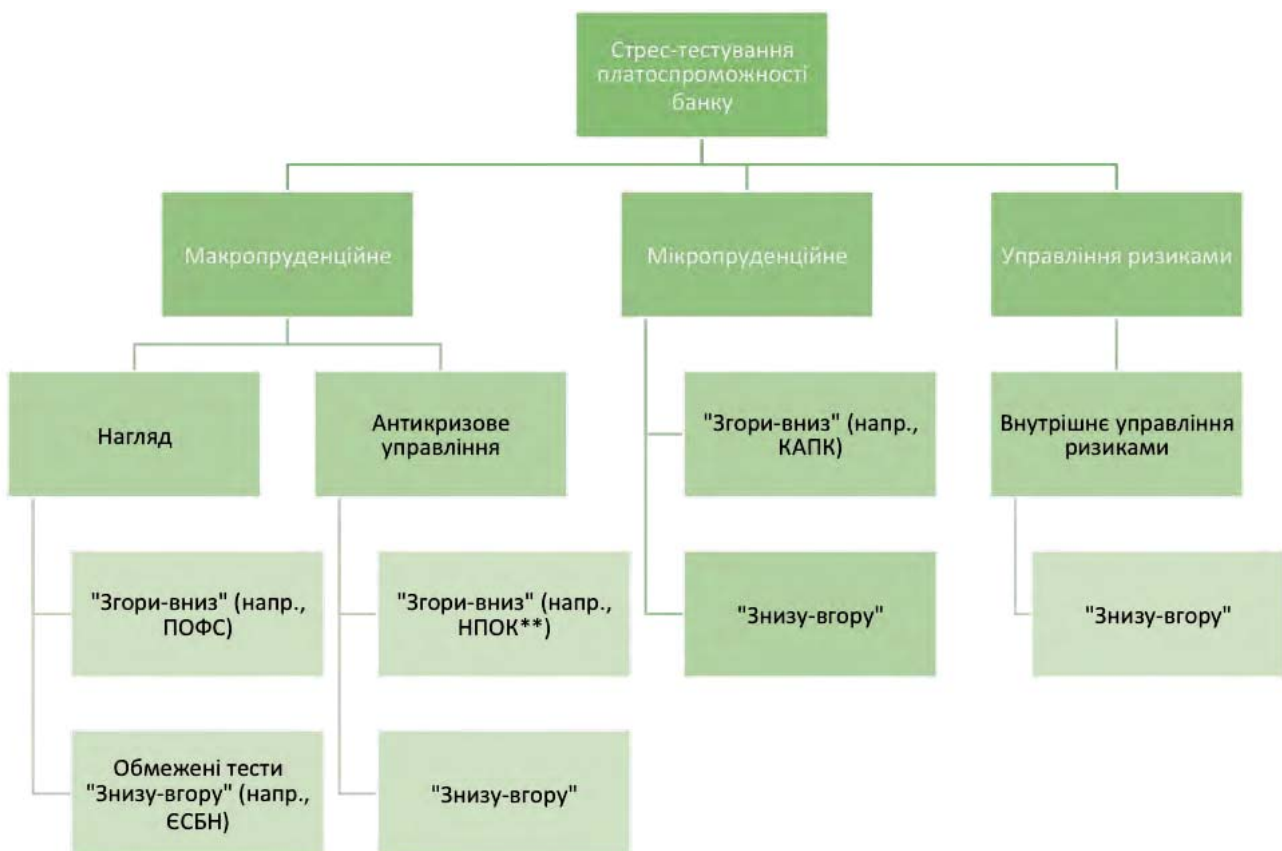 Стрес-тестування
платоспроможності
банку
Макропруденційне
Мікропруденційне
Управління ризиками
Нагляд
Антикризове
управління
"Згори-вниз" (напр.,
КАПК)
Внутрішнє управління
ризиками
"Згори-вниз" (напр.,
ПОФС)
"Згори-вниз" (напр.,
НПОК**)
"Знизу-вгору"
"Знизу-вгору"
Обмежені тести
"Знизу-вгору" (напр.,
ЄСБН)
"Знизу-вгору"